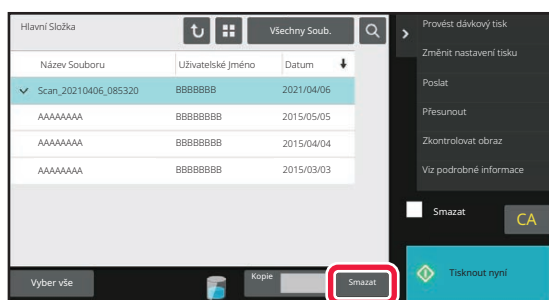 Hlavní Složka
Všechny Soub.
Název Souboru Uživatelské Jméno Datum
Scan_20210406_085320 BBBBBBB 2021/04/06
AAAAAAAA BBBBBBBB 2015/05/05
AAAAAAAA BBBBBBBB 2015/04/04
AAAAAAAA BBBBBBBB 2015/03/03
Vyber vše
Kopie
Smazat
Provést dávkový tisk
Změnit nastavení tisku
Poslat
Přesunout
Zkontrolovat obraz
Viz podrobné informace
Smazat
CA
Tisknout nyní